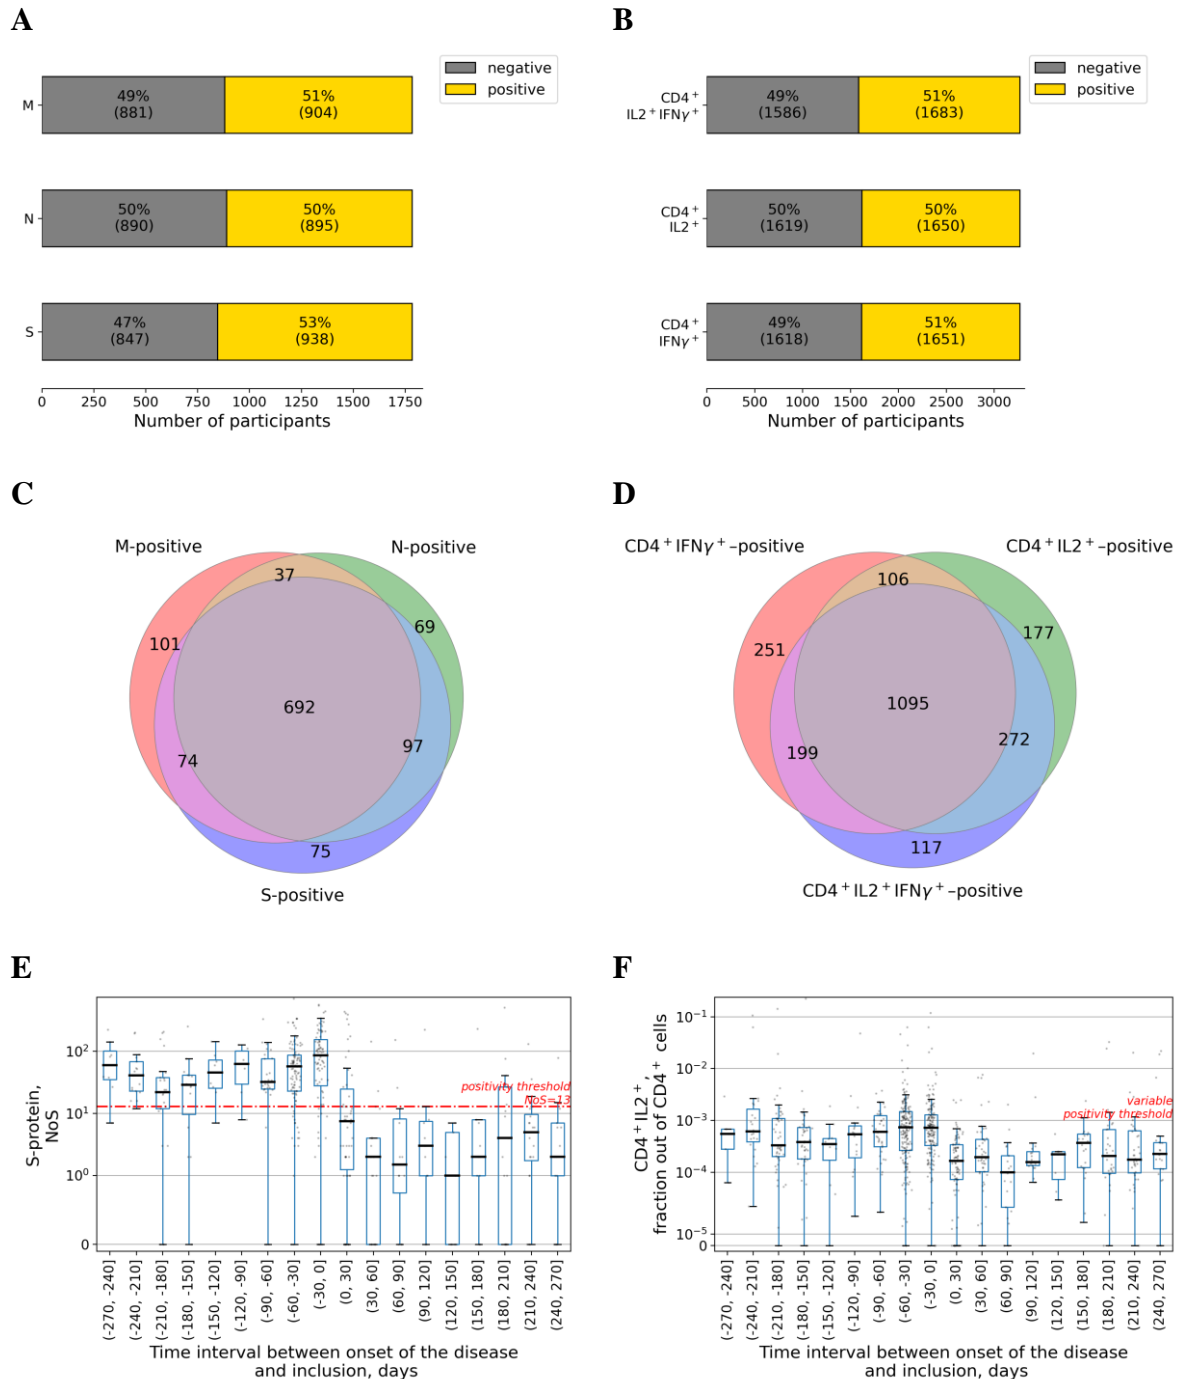 A
negative
positive
M
49%
(881)
51%
(904)
N
50%
(890)
50%
(895)
S
47%
(847)
53%
(938)
0 250 500 750 1000 1250 1500 1750
Number of participants
B
negative
positive
CD4⁺
IL2⁺IFNγ⁺
49%
(1586)
51%
(1683)
CD4⁺
IL2⁺
50%
(1619)
50%
(1650)
CD4⁺
IFNγ⁺
49%
(1618)
51%
(1651)
0 500 1000 1500 2000 2500 3000
Number of participants
C
M-positive
N-positive
37
101
69
692
74
97
75
S-positive
D
CD4⁺IFNγ⁺–positive
CD4⁺IL2⁺–positive
106
251
177
1095
199
272
117
CD4⁺IL2⁺IFNγ⁺–positive
E
S-protein,
NoS
10²
10¹
10⁰
0
positivity threshold
NoS=13
(-270, -240]
(-240, -210]
(-210, -180]
(-180, -150]
(-150, -120]
(-120, -90]
(-90, -60]
(-60, -30]
(-30, 0]
(0, 30]
(30, 60]
(60, 90]
(90, 120]
(120, 150]
(150, 180]
(180, 210]
(210, 240]
(240, 270]
Time interval between onset of the disease
and inclusion, days
F
CD4⁺IL2⁺,
fraction out of CD4⁺ cells
10⁻¹
10⁻²
10⁻³
10⁻⁴
10⁻⁵
0
variable
positivity threshold
(-270, -240]
(-240, -210]
(-210, -180]
(-180, -150]
(-150, -120]
(-120, -90]
(-90, -60]
(-60, -30]
(-30, 0]
(0, 30]
(30, 60]
(60, 90]
(90, 120]
(120, 150]
(150, 180]
(180, 210]
(210, 240]
(240, 270]
Time interval between onset of the disease
and inclusion, days